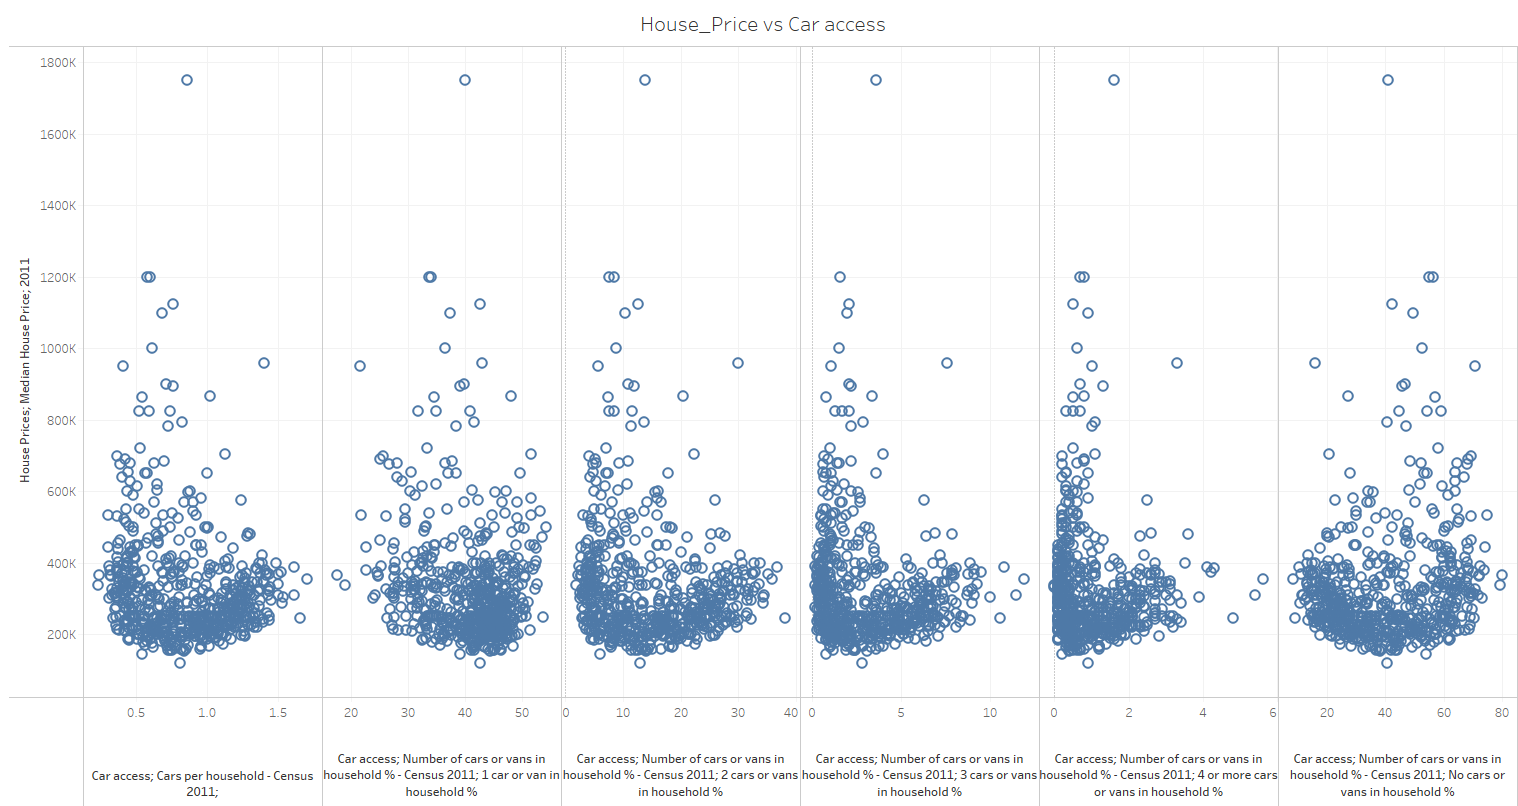 House_Price vs Car access
House Prices; Median House Price; 2011
1800K
1600K
1400K
1200K
1000K
800K
600K
400K
200K
0.5 1.0 1.5
20 30 40 50
0 10 20 30 40
0 5 10
0 2 4 6
20 40 60 80
Car access; Cars per household - Census
2011;
Car access; Number of cars or vans in
household % - Census 2011; 1 car or van in
household %
Car access; Number of cars or vans in
household % - Census 2011; 2 cars or vans
in household %
Car access; Number of cars or vans in
household % - Census 2011; 3 cars or vans
in household %
Car access; Number of cars or vans in
household % - Census 2011; 4 or more cars
or vans in household %
Car access; Number of cars or vans in
household % - Census 2011; No cars or
vans in household %